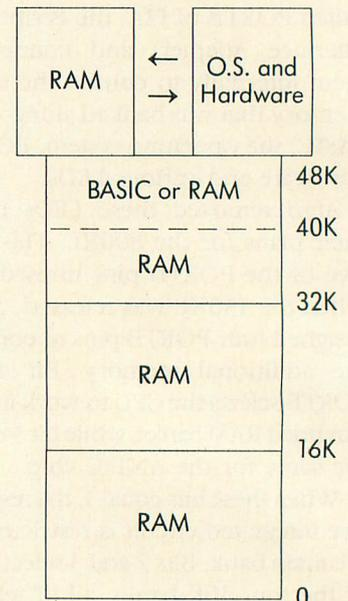 RAM
O.S. and
Hardware
BASIC or RAM
48K
40K
RAM
32K
RAM
16K
RAM
0